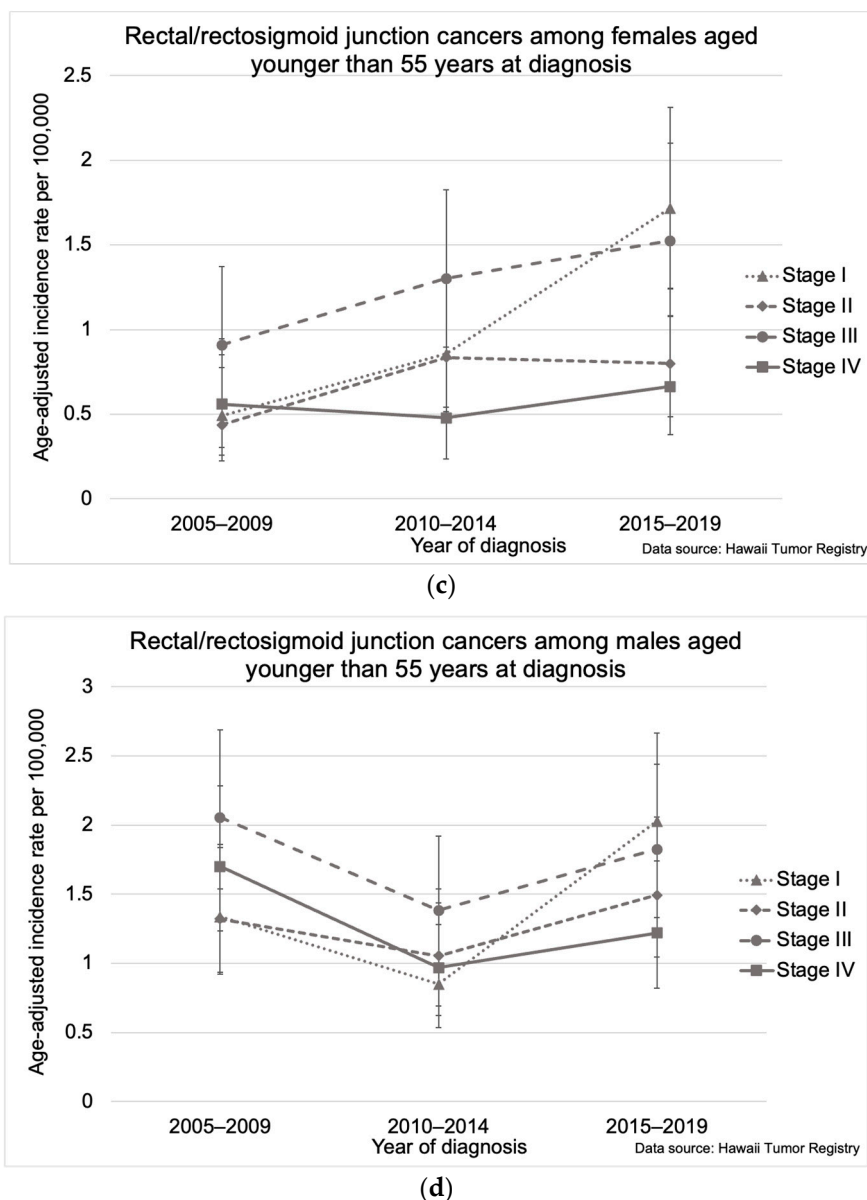 Rectal/rectosigmoid junction cancers among females aged
younger than 55 years at diagnosis
2.5
2
1.5
1
0.5
0
Age-adjusted incidence rate per 100,000
Stage I
Stage II
Stage III
Stage IV
2005–2009
2010–2014
2015–2019
Year of diagnosis
Data source: Hawaii Tumor Registry
(c)
Rectal/rectosigmoid junction cancers among males aged
younger than 55 years at diagnosis
3
2.5
2
1.5
1
0.5
0
Age-adjusted incidence rate per 100,000
Stage I
Stage II
Stage III
Stage IV
2005–2009
2010–2014
2015–2019
Year of diagnosis
Data source: Hawaii Tumor Registry
(d)